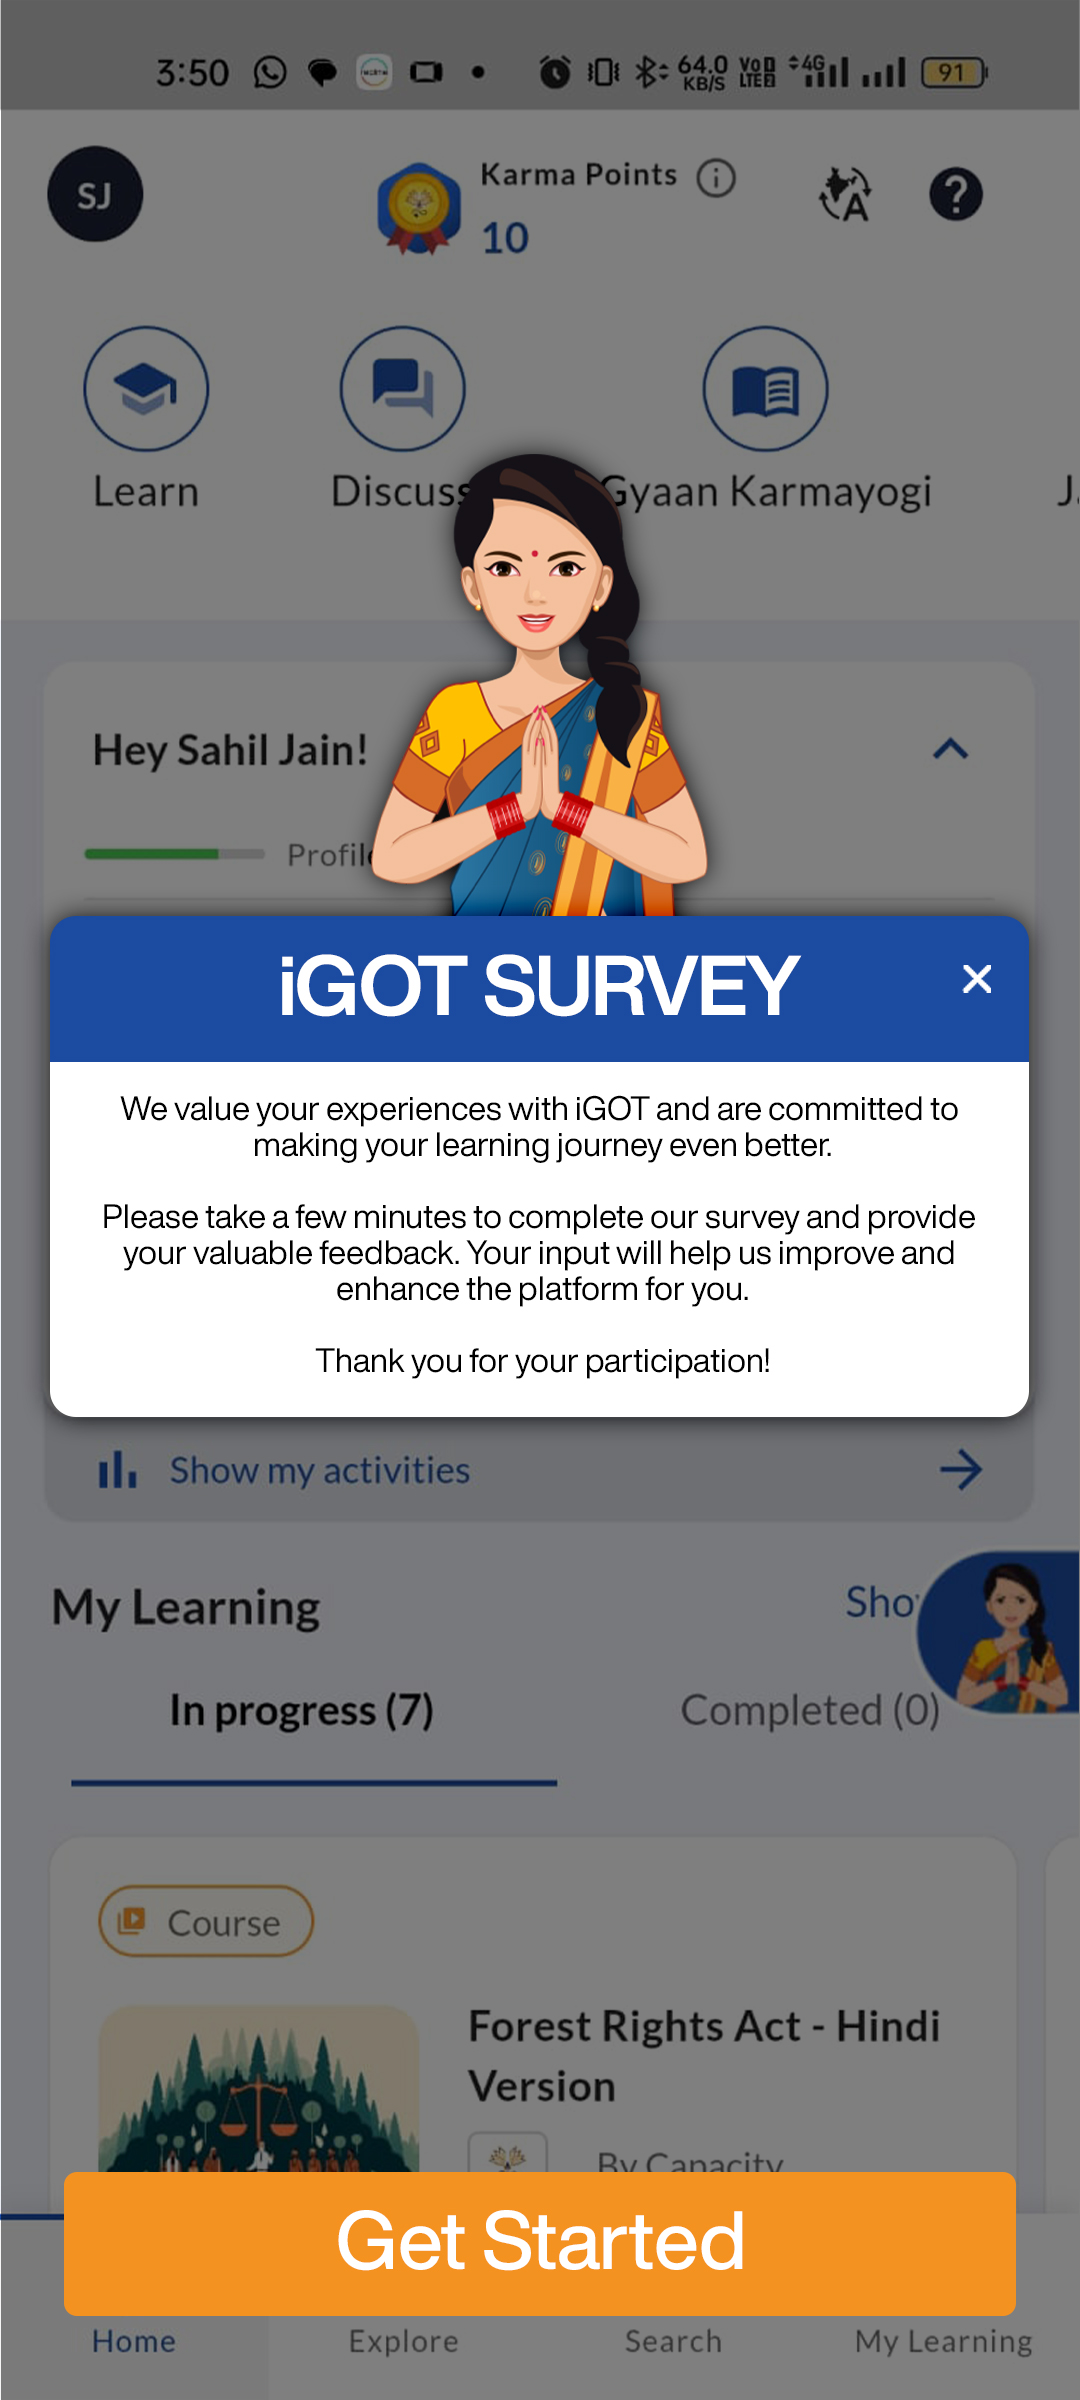 3:50
64.0
KB/S
VoD
LTE2
4G
91
SJ
Karma Points
10
A
Learn
Discuss
Gyaan Karmayogi
Hey Sahil Jain!
Profile
iGOT SURVEY
We value your experiences with iGOT and are committed to
making your learning journey even better.
Please take a few minutes to complete our survey and provide
your valuable feedback. Your input will help us improve and
enhance the platform for you.
Thank you for your participation!
Show my activities
My Learning
Sho
In progress (7)
Completed (0)
Course
Forest Rights Act - Hindi
Version
By Capacity
Get Started
Home
Explore
Search
My Learning